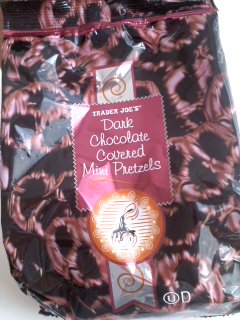 TRADER JOE'S
Dark
Chocolate
Covered
Mini Pretzels
U D